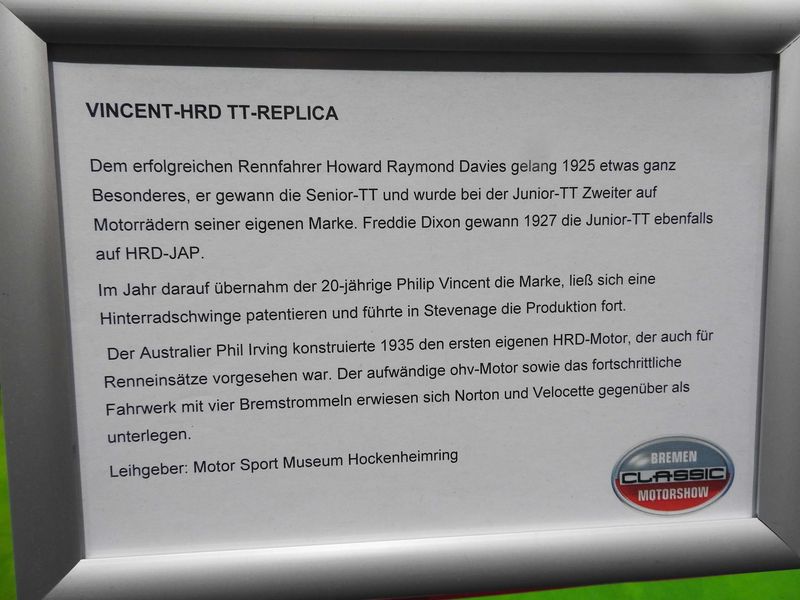 VINCENT-HRD TT-REPLICA
Dem erfolgreichen Rennfahrer Howard Raymond Davies gelang 1925 etwas ganz
Besonderes, er gewann die Senior-TT und wurde bei der Junior-TT Zweiter auf
Motorrädern seiner eigenen Marke. Freddie Dixon gewann 1927 die Junior-TT ebenfalls
auf HRD-JAP.
Im Jahr darauf übernahm der 20-jährige Philip Vincent die Marke, ließ sich eine
Hinterradschwinge patentieren und führte in Stevenage die Produktion fort.
Der Australier Phil Irving konstruierte 1935 den ersten eigenen HRD-Motor, der auch für
Renneinsätze vorgesehen war. Der aufwändige ohv-Motor sowie das fortschrittliche
Fahrwerk mit vier Bremstrommeln erwiesen sich Norton und Velocette gegenüber als
unterlegen.
Leihgeber: Motor Sport Museum Hockenheimring
BREMEN
CLASSIC
MOTORSHOW